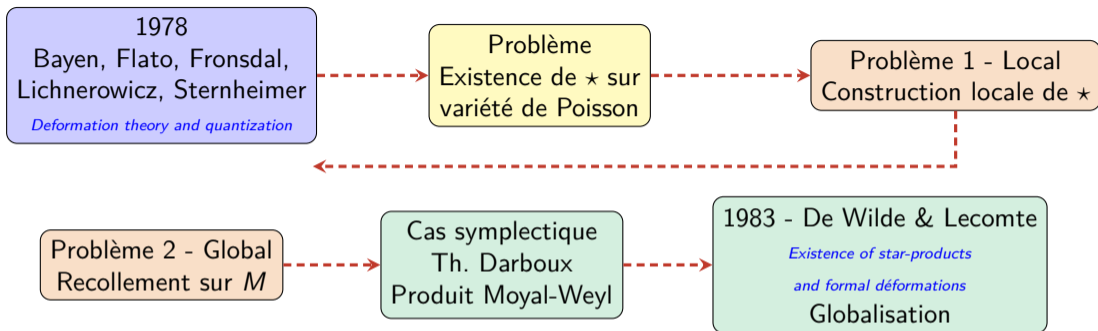 1978
Bayen, Flato, Fronsdal,
Lichnerowicz, Sternheimer
Deformation theory and quantization
Problème
Existence de ⋆ sur
variété de Poisson
Problème 1 - Local
Construction locale de ⋆
Problème 2 - Global
Recollement sur M
Cas symplectique
Th. Darboux
Produit Moyal-Weyl
1983 - De Wilde & Lecomte
Existence of star-products
and formal déformations
Globalisation